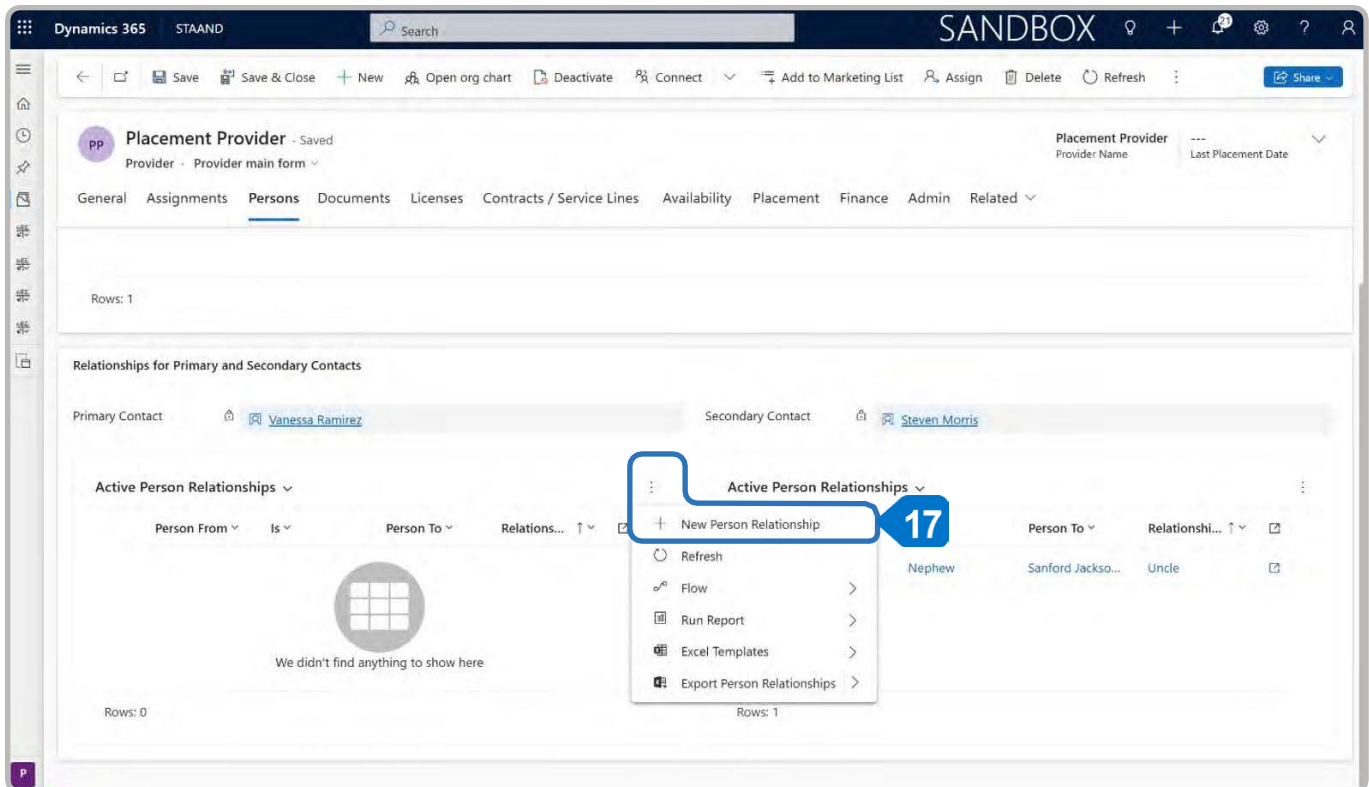 Dynamics 365 STAAND Search SANDBOX 21 ?
Save Save & Close New Open org chart Deactivate Connect Add to Marketing List Assign Delete Refresh Share
PP Placement Provider - Saved Placement Provider ---
Provider · Provider main form Provider Name Last Placement Date
General Assignments Persons Documents Licenses Contracts / Service Lines Availability Placement Finance Admin Related
Rows: 1
Relationships for Primary and Secondary Contacts
Primary Contact Vanessa Ramirez Secondary Contact Steven Morris
Active Person Relationships Active Person Relationships
Person From Is Person To Relations... ↑ New Person Relationship 17 Person To Relationshi... ↑
Refresh
Nephew Sanford Jackso... Uncle
Flow
Run Report
Excel Templates
We didn't find anything to show here
Export Person Relationships
Rows: 0 Rows: 1
P